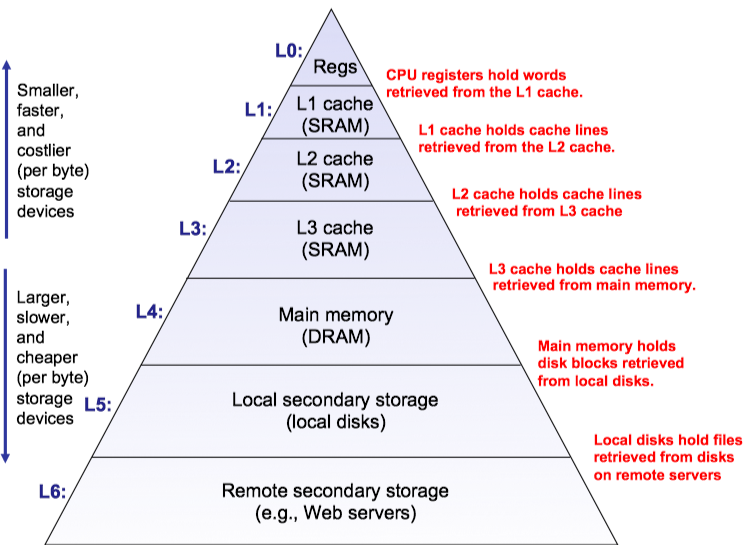 L0:
Regs
CPU registers hold words
retrieved from the L1 cache.
Smaller,
faster,
and
costlier
(per byte)
storage
devices
L1:
L1 cache
(SRAM)
L1 cache holds cache lines
retrieved from the L2 cache.
L2:
L2 cache
(SRAM)
L2 cache holds cache lines
retrieved from L3 cache
L3:
L3 cache
(SRAM)
L3 cache holds cache lines
retrieved from main memory.
Larger,
slower,
and
cheaper
(per byte)
storage
devices
L4:
Main memory
(DRAM)
Main memory holds
disk blocks retrieved
from local disks.
L5:
Local secondary storage
(local disks)
Local disks hold files
retrieved from disks
on remote servers
L6:
Remote secondary storage
(e.g., Web servers)